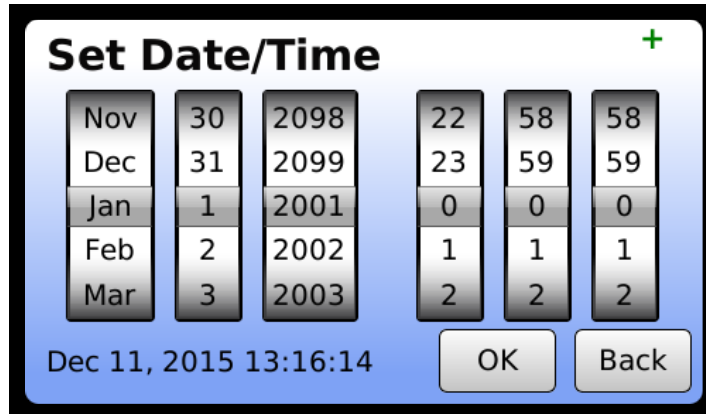 Set Date/Time +
Nov 30 2098 22 58 58
Dec 31 2099 23 59 59
Jan 1 2001 0 0 0
Feb 2 2002 1 1 1
Mar 3 2003 2 2 2
Dec 11, 2015 13:16:14 OK Back